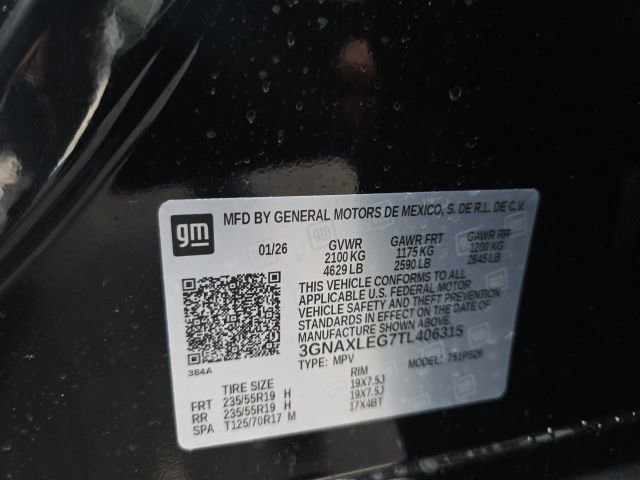 gm
MFD BY GENERAL MOTORS DE MEXICO, S. DE R.L. DE C.V.
01/26 GVWR GAWR FRT GAWR RR
2100 KG 1175 KG 1200 KG
4629 LB 2590 LB 2645 LB
THIS VEHICLE CONFORMS TO ALL
APPLICABLE U.S. FEDERAL MOTOR
VEHICLE SAFETY AND THEFT PREVENTION
STANDARDS IN EFFECT ON THE DATE OF
MANUFACTURE SHOWN ABOVE.
3GNAXLEG7TL406315
TYPE: MPV MODEL: 751PS26
384A
TIRE SIZE RIM
FRT 235/55R19 H 19X7.5J
RR 235/55R19 H 19X7.5J
SPA T125/70R17 M 17X4BT